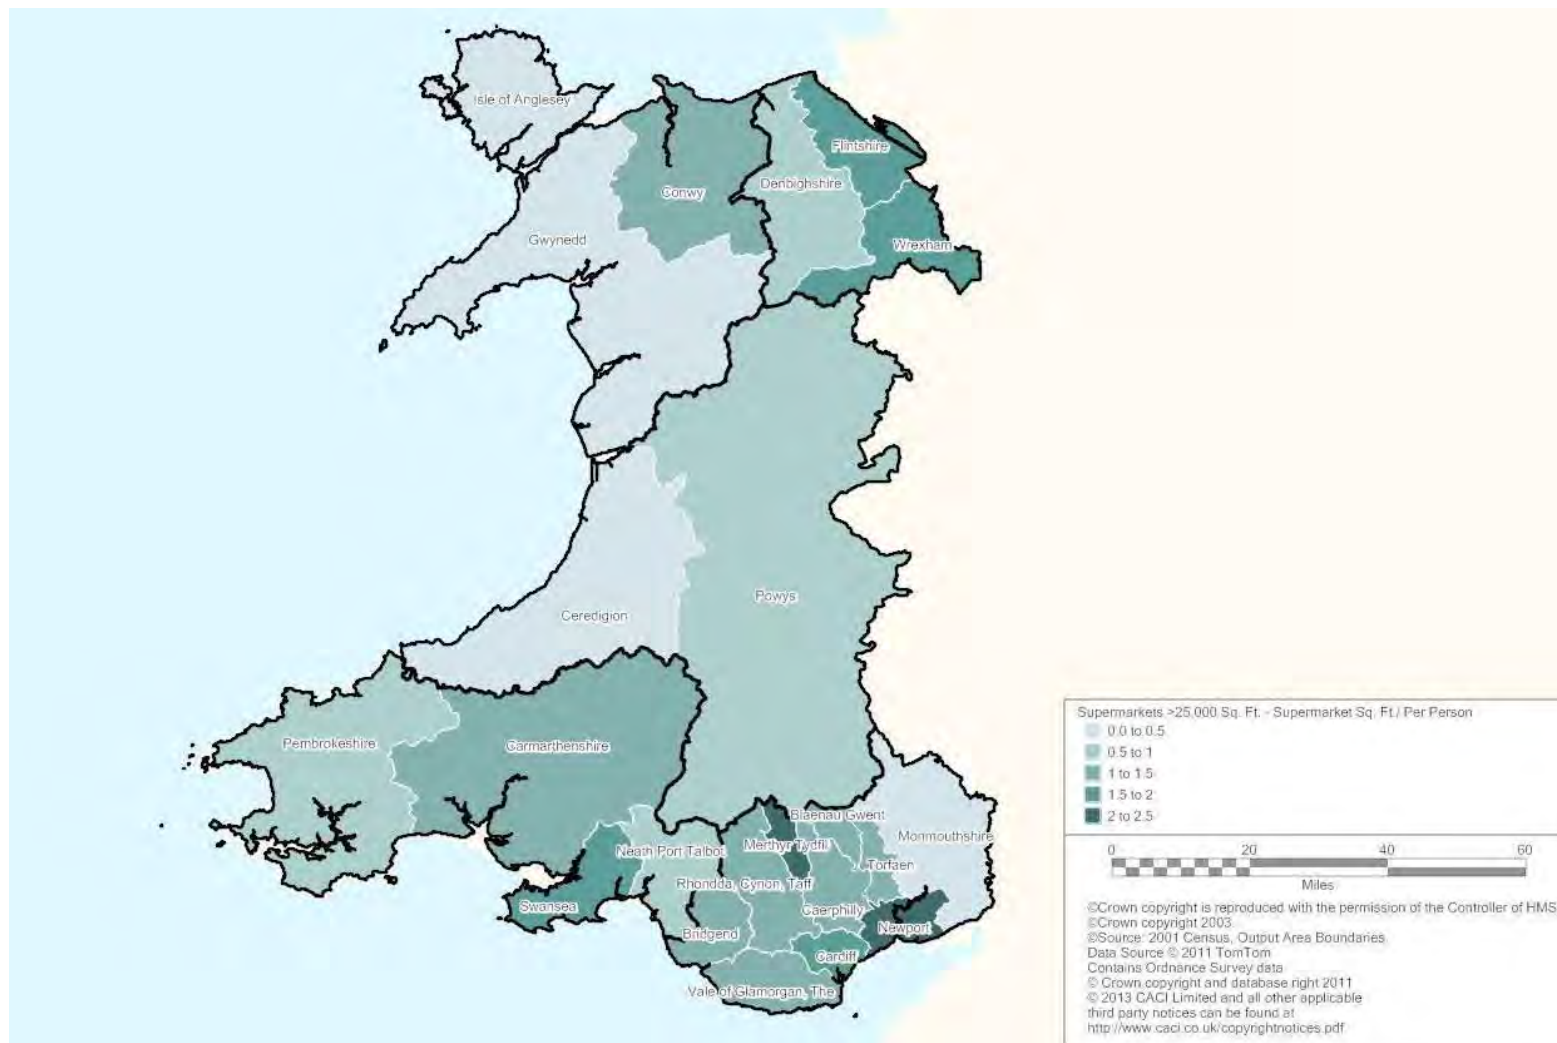 Isle of Anglesey
Flintshire
Conwy
Denbighshire
Gwynedd
Wrexham
Powys
Ceredigion
Pembrokeshire
Carmarthenshire
Blaenau Gwent
Monmouthshire
Merthyr Tydfil
Neath Port Talbot
Torfaen
Rhondda, Cynon, Taff
Swansea
Caerphilly
Newport
Bridgend
Cardiff
Vale of Glamorgan, The
Supermarkets >25,000 Sq. Ft. - Supermarket Sq. Ft./ Per Person
0.0 to 0.5
0.5 to 1
1 to 1.5
1.5 to 2
2 to 2.5
0 20 40 60
Miles
©Crown copyright is reproduced with the permission of the Controller of HMS
©Crown copyright 2003
©Source: 2001 Census, Output Area Boundaries
Data Source © 2011 TomTom
Contains Ordnance Survey data
© Crown copyright and database right 2011
© 2013 CACI Limited and all other applicable
third party notices can be found at
http://www.caci.co.uk/copyrightnotices.pdf